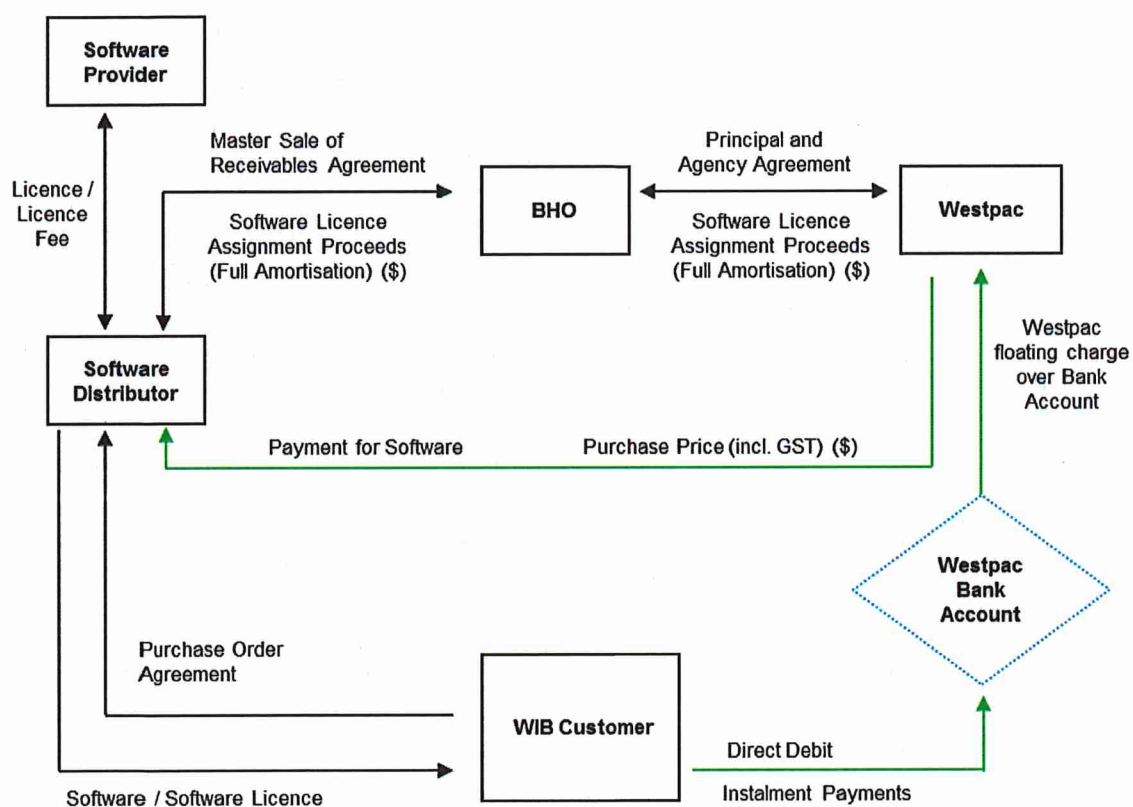 Software
Provider
Licence /
Licence
Fee
Master Sale of
Receivables Agreement
Software Licence
Assignment Proceeds
(Full Amortisation) ($)
BHO
Principal and
Agency Agreement
Software Licence
Assignment Proceeds
(Full Amortisation) ($)
Westpac
Software
Distributor
Westpac
floating charge
over Bank
Account
Payment for Software
Purchase Price (incl. GST) ($)
Westpac
Bank
Account
Purchase Order
Agreement
WIB Customer
Direct Debit
Instalment Payments
Software / Software Licence